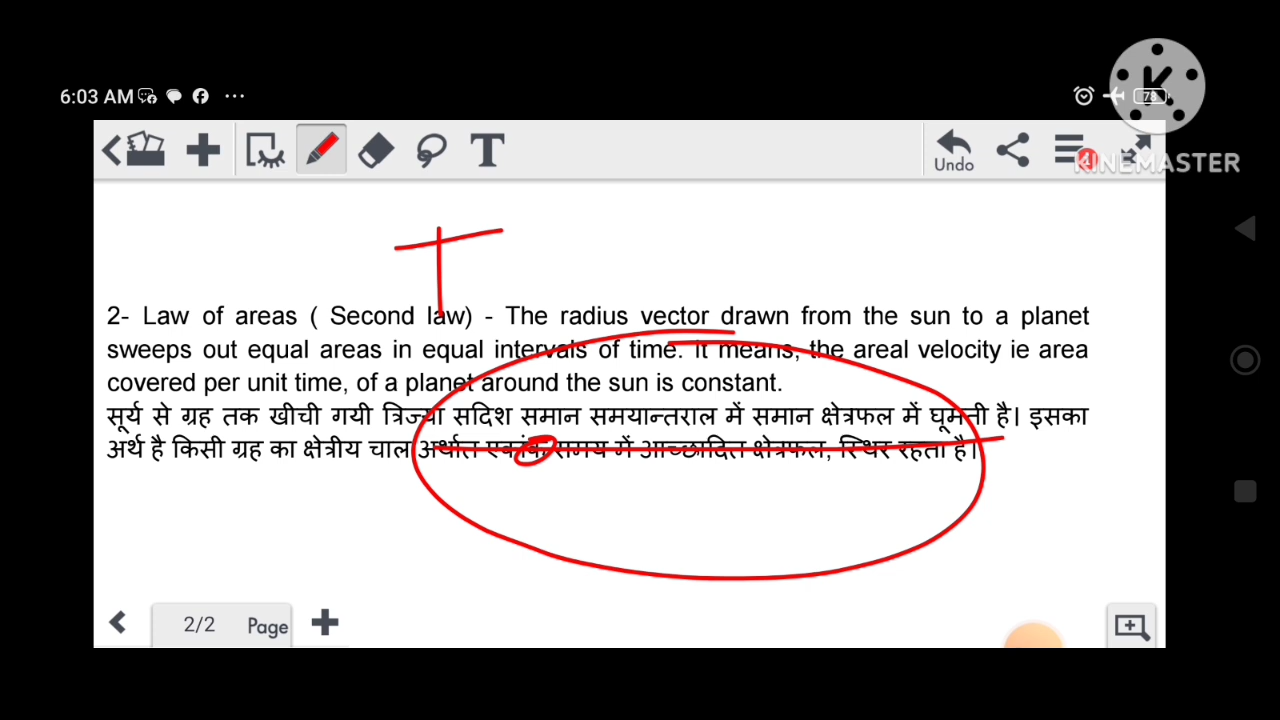 6:03 AM ...
78
KINEMASTER
T
Undo
4
T
2- Law of areas ( Second law) - The radius vector drawn from the sun to a planet
sweeps out equal areas in equal intervals of time. It means, the areal velocity ie area
covered per unit time, of a planet around the sun is constant.
सूर्य से ग्रह तक खीची गयी त्रिज्या सदिश समान समयान्तराल में समान क्षेत्रफल में घूमती है। इसका
अर्थ है किसी ग्रह का क्षेत्रीय चाल अर्थात एकांक समय में आच्छादित क्षेत्रफल, स्थिर रहता है।
2/2 Page